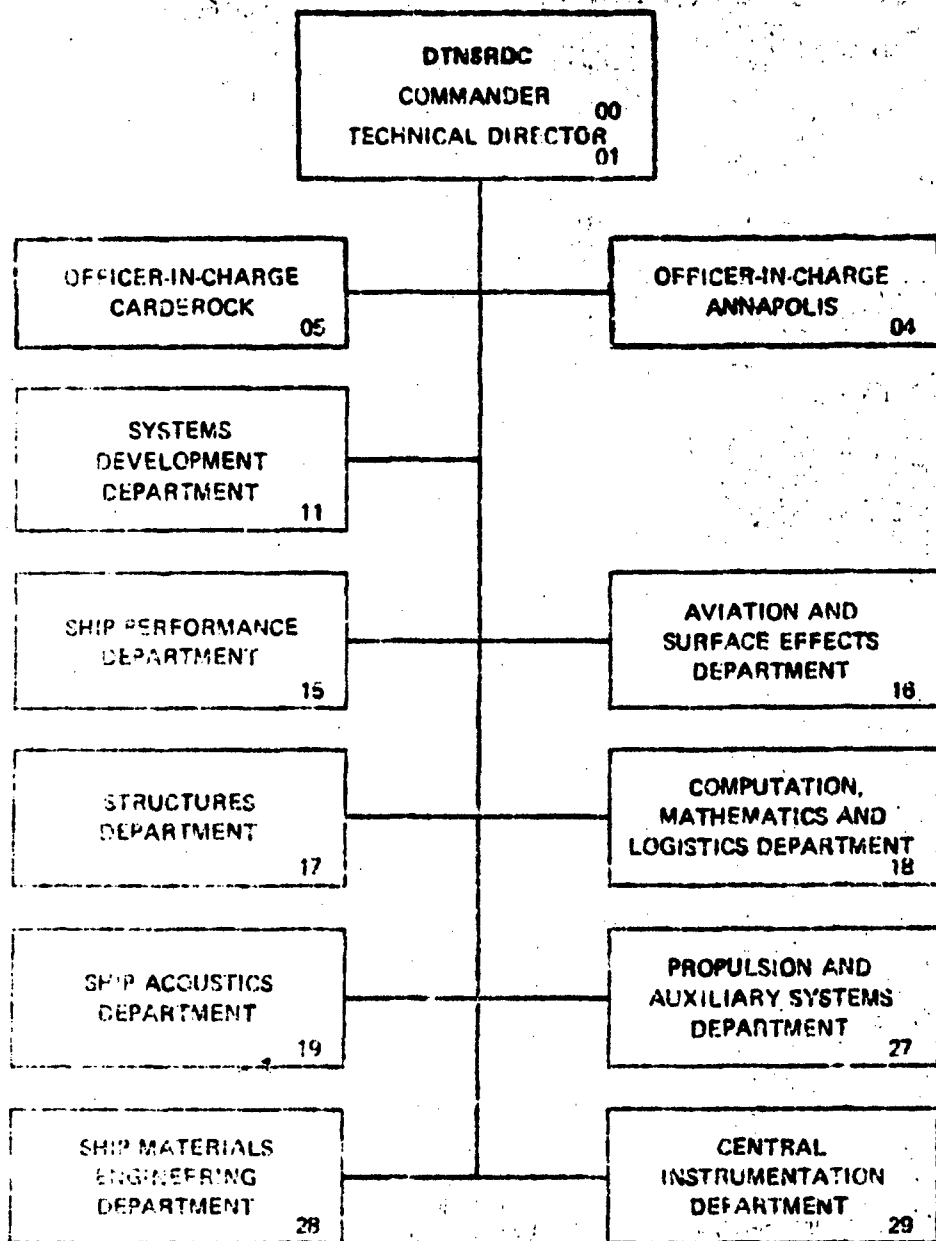 DTNSRDC
COMMANDER 00
TECHNICAL DIRECTOR 01
OFFICER-IN-CHARGE
CARDEROCK
05
OFFICER-IN-CHARGE
ANNAPOLIS
04
SYSTEMS
DEVELOPMENT
DEPARTMENT
11
SHIP PERFORMANCE
DEPARTMENT
15
AVIATION AND
SURFACE EFFECTS
DEPARTMENT
16
STRUCTURES
DEPARTMENT
17
COMPUTATION,
MATHEMATICS AND
LOGISTICS DEPARTMENT
18
SHIP ACOUSTICS
DEPARTMENT
19
PROPULSION AND
AUXILIARY SYSTEMS
DEPARTMENT
27
SHIP MATERIALS
ENGINEERING
DEPARTMENT
28
CENTRAL
INSTRUMENTATION
DEPARTMENT
29